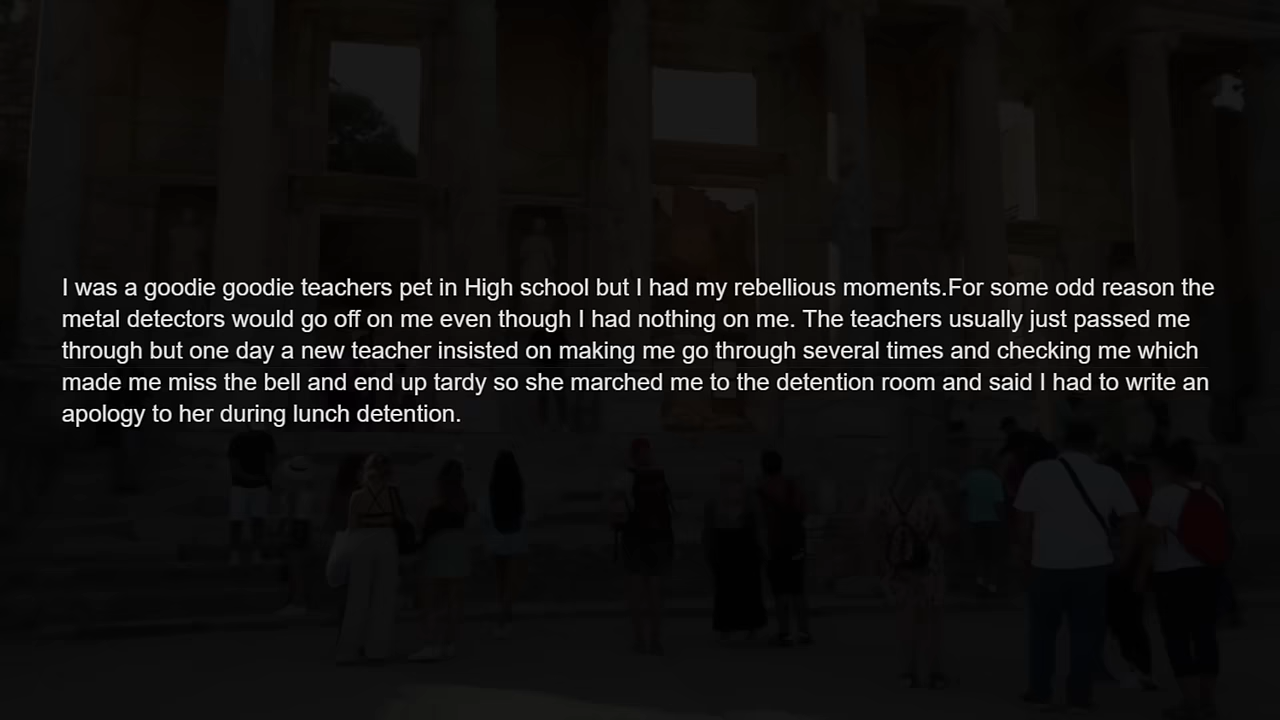 I was a goodie goodie teachers pet in High school but I had my rebellious moments.For some odd reason the
metal detectors would go off on me even though I had nothing on me. The teachers usually just passed me
through but one day a new teacher insisted on making me go through several times and checking me which
made me miss the bell and end up tardy so she marched me to the detention room and said I had to write an
apology to her during lunch detention.